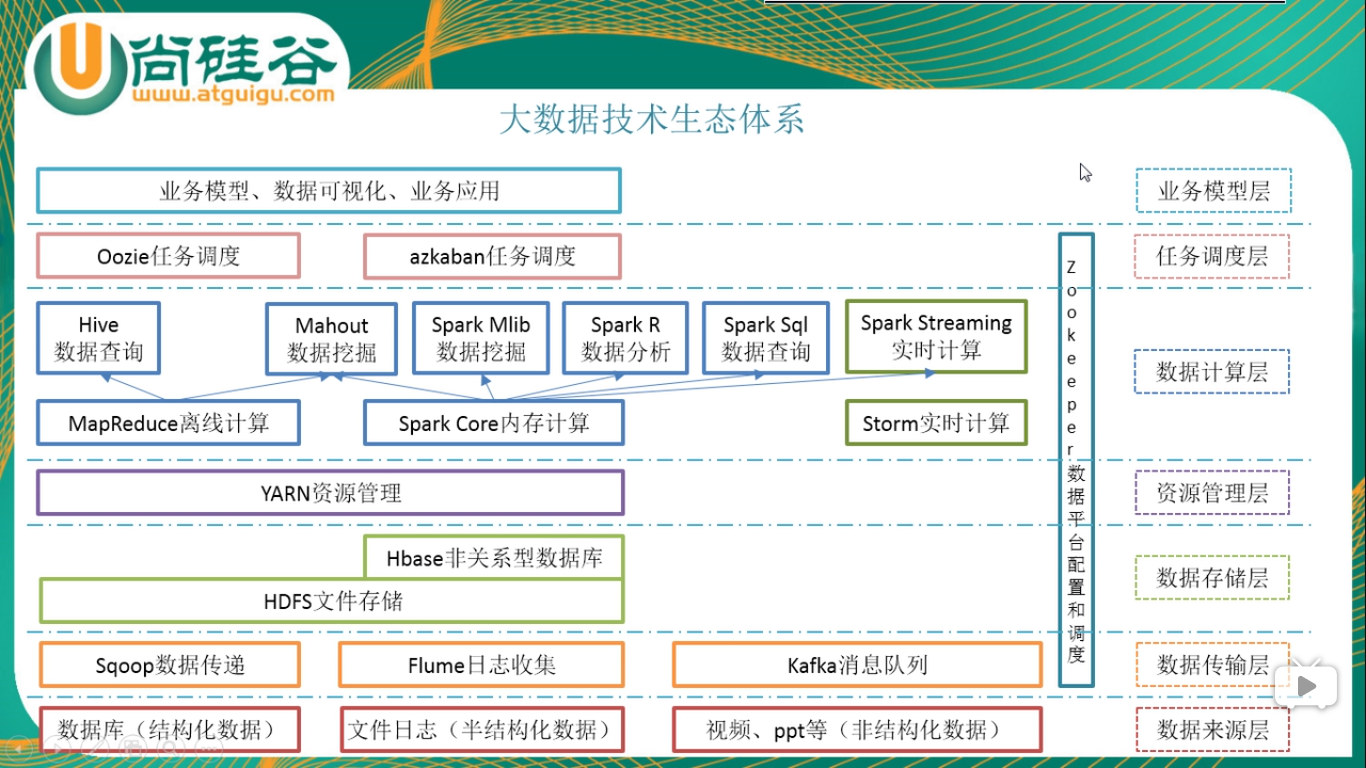 尚硅谷
www.atguigu.com
大数据技术生态体系
业务模型、数据可视化、业务应用
业务模型层
Oozie任务调度
azkaban任务调度
任务调度层
Hive
数据查询
Mahout
数据挖掘
Spark Mlib
数据挖掘
Spark R
数据分析
Spark Sql
数据查询
Spark Streaming
实时计算
数据计算层
MapReduce离线计算
Spark Core内存计算
Storm实时计算
YARN资源管理
资源管理层
Hbase非关系型数据库
HDFS文件存储
数据存储层
Sqoop数据传递
Flume日志收集
Kafka消息队列
数据传输层
数据库（结构化数据）
文件日志（半结构化数据）
视频、ppt等（非结构化数据）
数据来源层
Zookeeper数据平台配置和调度